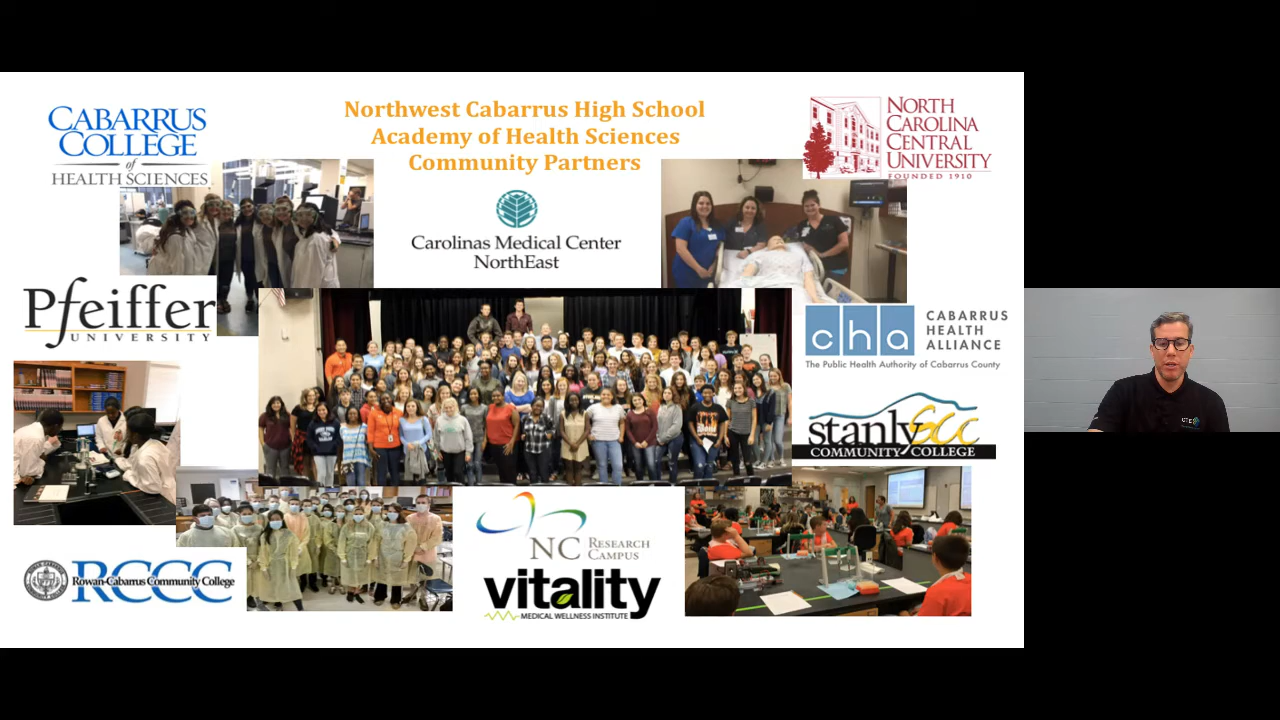 Northwest Cabarrus High School
Academy of Health Sciences
Community Partners
CABARRUS
COLLEGE
of
HEALTH SCIENCES
NORTH
CAROLINA
CENTRAL
UNIVERSITY
FOUNDED 1910
Carolinas Medical Center
NorthEast
Pfeiffer
UNIVERSITY
cha
CABARRUS
HEALTH
ALLIANCE
The Public Health Authority of Cabarrus County
stanly scc
COMMUNITY COLLEGE
RCCC
Rowan-Cabarrus Community College
NC RESEARCH
CAMPUS
vitality
MEDICAL WELLNESS INSTITUTE
CTE